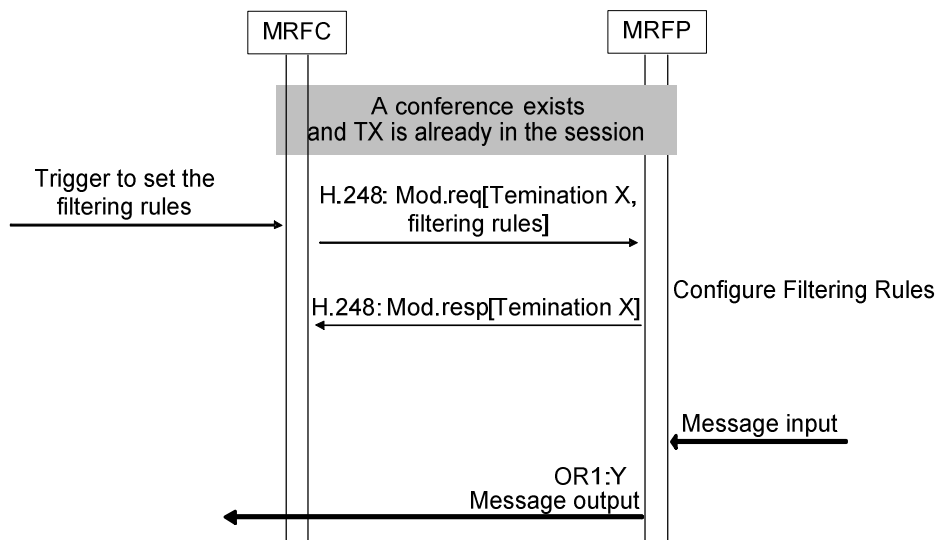 MRFC
MRFP
A conference exists
and TX is already in the session
Trigger to set the
filtering rules
H.248: Mod.req[Temination X,
filtering rules]
Configure Filtering Rules
H.248: Mod.resp[Temination X]
Message input
OR1:Y
Message output